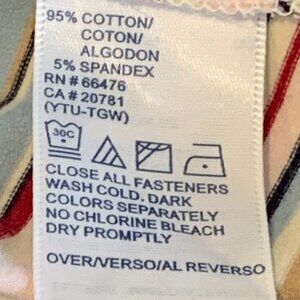 95% COTTON/
COTON/
ALGODON
5% SPANDEX
RN # 66476
CA # 20781
(YTU-TGW)
30C
CLOSE ALL FASTENERS
WASH COLD. DARK
COLORS SEPARATELY
NO CHLORINE BLEACH
DRY PROMPTLY
OVER/VERSO/AL REVERSO